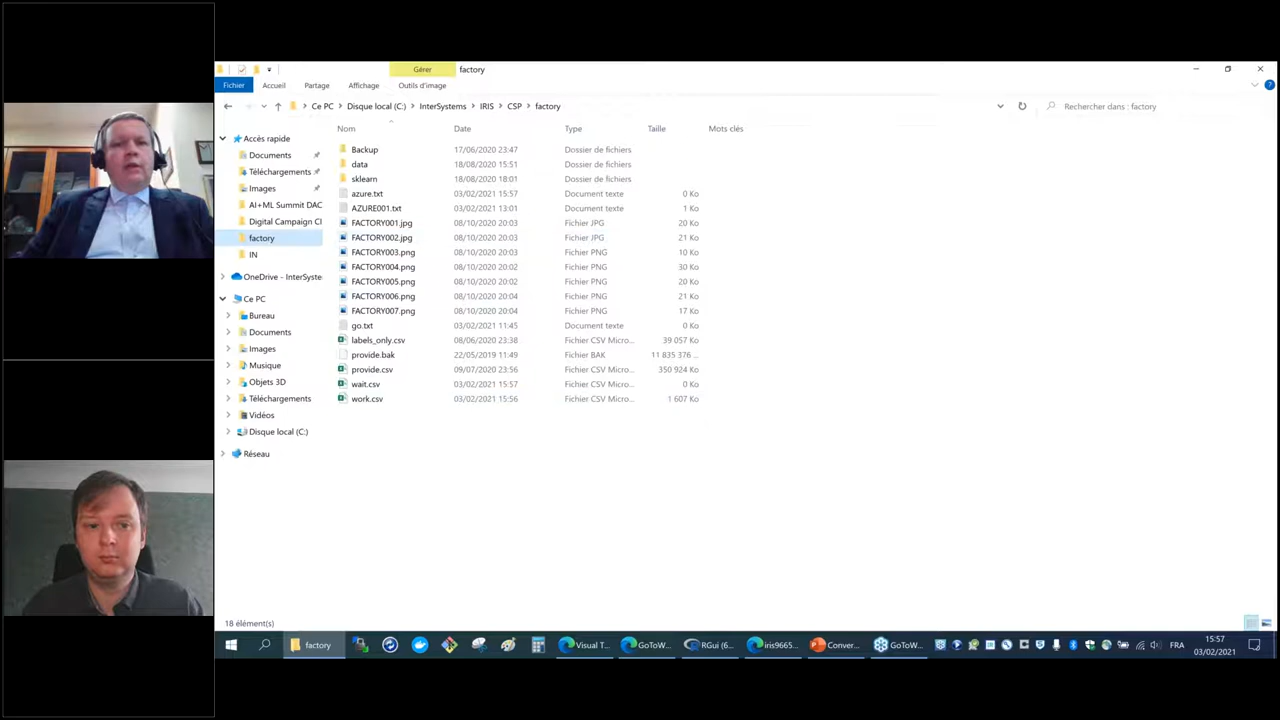 Gérer factory
Fichier Accueil Partage Affichage Outils d'image
Ce PC Disque local (C:) InterSystems IRIS CSP factory Rechercher dans : factory
Nom Date Type Taille Mots clés
Accès rapide
Documents
Téléchargements
Images
AI+ML Summit DAC
Digital Campaign Cl
factory
IN
OneDrive - InterSyste
Ce PC
Bureau
Documents
Images
Musique
Objets 3D
Téléchargements
Vidéos
Disque local (C:)
Réseau
Backup 17/06/2020 23:47 Dossier de fichiers
data 18/08/2020 15:51 Dossier de fichiers
sklearn 18/08/2020 18:01 Dossier de fichiers
azure.txt 03/02/2021 15:57 Document texte 0 Ko
AZURE001.txt 03/02/2021 13:01 Document texte 1 Ko
FACTORY001.jpg 08/10/2020 20:03 Fichier JPG 20 Ko
FACTORY002.jpg 08/10/2020 20:03 Fichier JPG 21 Ko
FACTORY003.png 08/10/2020 20:03 Fichier PNG 10 Ko
FACTORY004.png 08/10/2020 20:02 Fichier PNG 30 Ko
FACTORY005.png 08/10/2020 20:02 Fichier PNG 20 Ko
FACTORY006.png 08/10/2020 20:04 Fichier PNG 21 Ko
FACTORY007.png 08/10/2020 20:04 Fichier PNG 17 Ko
go.txt 03/02/2021 11:45 Document texte 0 Ko
labels_only.csv 08/06/2020 23:38 Fichier CSV Micro... 39 057 Ko
provide.bak 22/05/2019 11:49 Fichier BAK 11 835 376 ...
provide.csv 09/07/2020 23:56 Fichier CSV Micro... 350 924 Ko
wait.csv 03/02/2021 15:57 Fichier CSV Micro... 0 Ko
work.csv 03/02/2021 15:56 Fichier CSV Micro... 1 607 Ko
18 élément(s)
factory Visual T... GoToW... RGui (6... iris9665... Conver... GoToW... FRA 15:57
03/02/2021